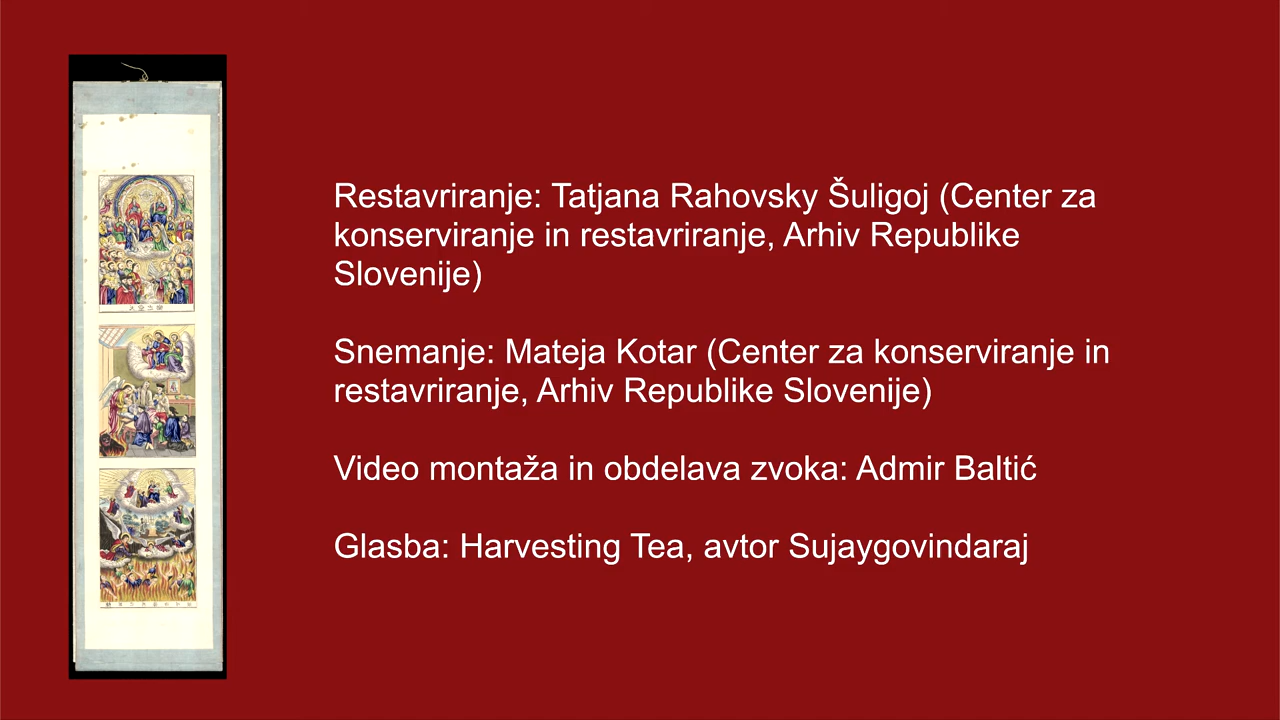 Restavriranje: Tatjana Rahovsky Šuligoj (Center za
konserviranje in restavriranje, Arhiv Republike
Slovenije)
Snemanje: Mateja Kotar (Center za konserviranje in
restavriranje, Arhiv Republike Slovenije)
Video montaža in obdelava zvoka: Admir Baltić
Glasba: Harvesting Tea, avtor Sujaygovindaraj